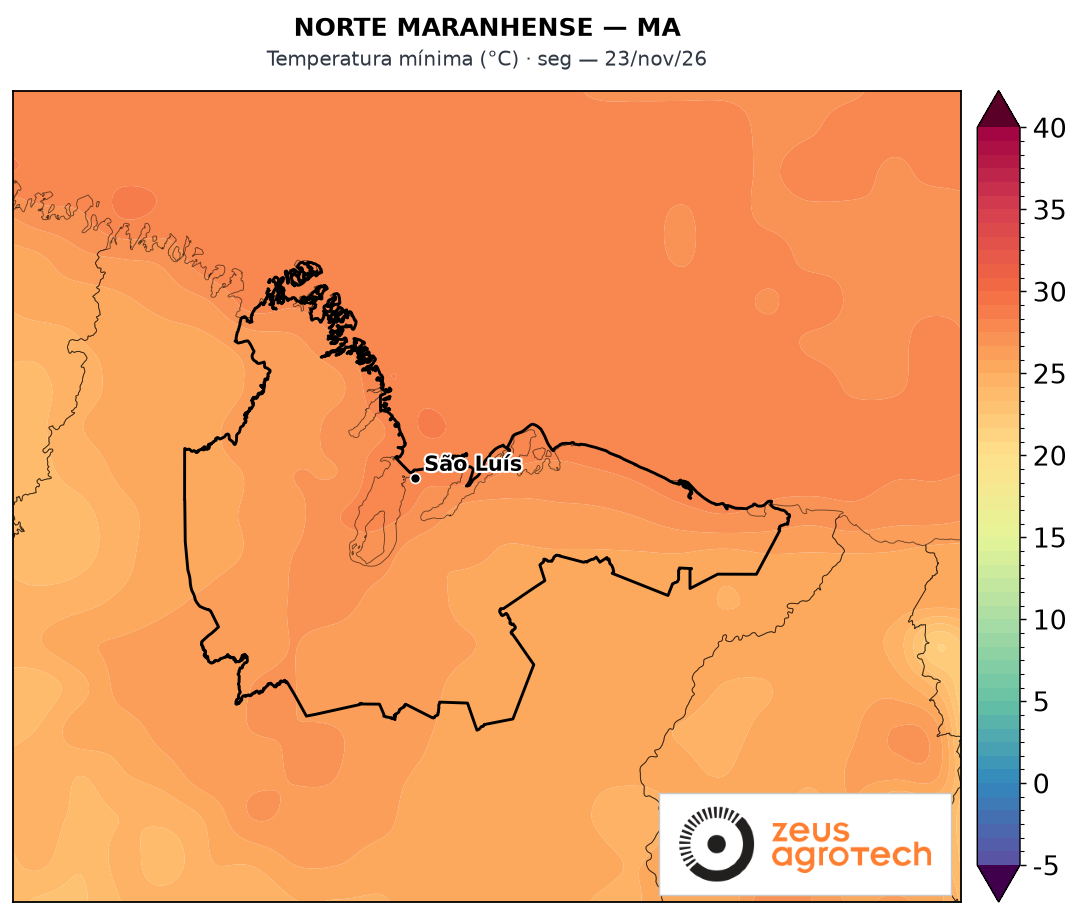 NORTE MARANHENSE — MA
Temperatura mínima (°C) · seg — 23/nov/26
São Luís
40
35
30
25
20
15
10
5
0
-5
zeus
agrotech